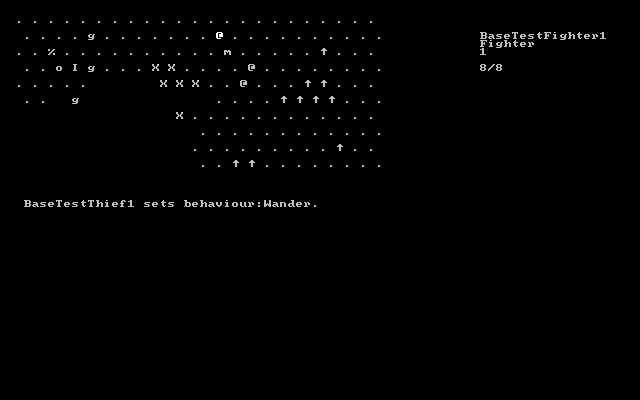 . . . . . . . . . . . . . . . . . . . . . . .
. . . . g . . . . . . . @ . . . . . . . . . .
. . % . . . . . . . . . . m . . . . . ↑ . . .
. . o I g . . . X X . . . . @ . . . . . . . .
. . . . . X X X . . @ . . . ↑ ↑ . . .
. . g . . . . ↑ ↑ ↑ ↑ . . .
X . . . . . . . . . . . .
. . . . . . . . . . . .
. . . . . . . . . ↑ . .
. . ↑ ↑ . . . . . . . .
BaseTestFighter1
Fighter
1
8/8
BaseTestThief1 sets behaviour:Wander.